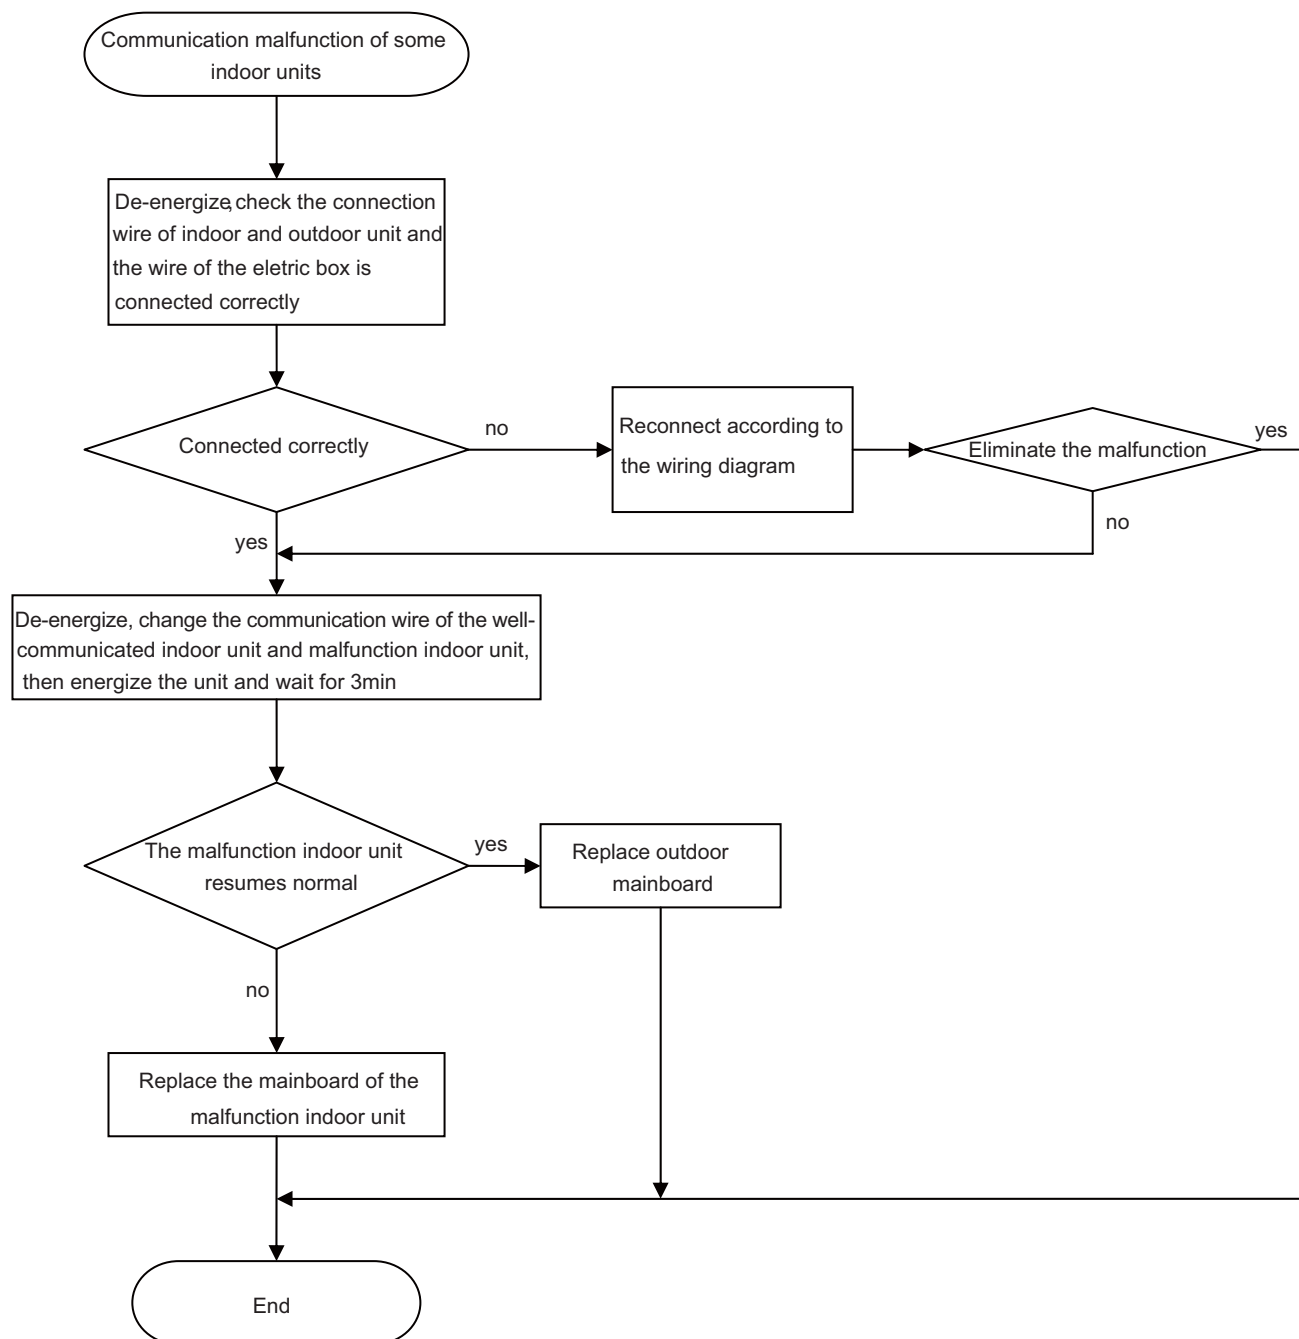 Communication malfunction of some
indoor units
De-energize,check the connection
wire of indoor and outdoor unit and
the wire of the eletric box is
connected correctly
Connected correctly
no
Reconnect according to
the wiring diagram
Eliminate the malfunction
yes
no
yes
De-energize, change the communication wire of the well-
communicated indoor unit and malfunction indoor unit,
then energize the unit and wait for 3min
The malfunction indoor unit
resumes normal
yes
Replace outdoor
mainboard
no
Replace the mainboard of the
malfunction indoor unit
End